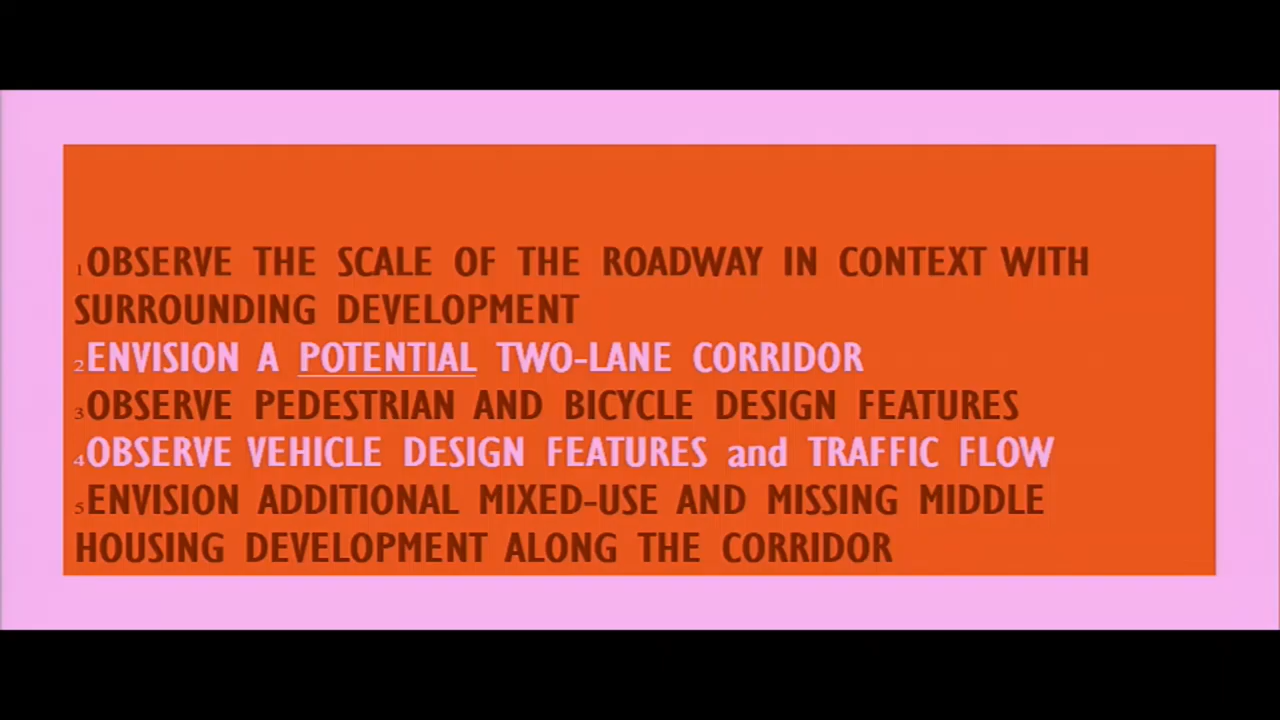 1OBSERVE THE SCALE OF THE ROADWAY IN CONTEXT WITH
SURROUNDING DEVELOPMENT
2ENVISION A POTENTIAL TWO-LANE CORRIDOR
3OBSERVE PEDESTRIAN AND BICYCLE DESIGN FEATURES
4OBSERVE VEHICLE DESIGN FEATURES and TRAFFIC FLOW
5ENVISION ADDITIONAL MIXED-USE AND MISSING MIDDLE
HOUSING DEVELOPMENT ALONG THE CORRIDOR